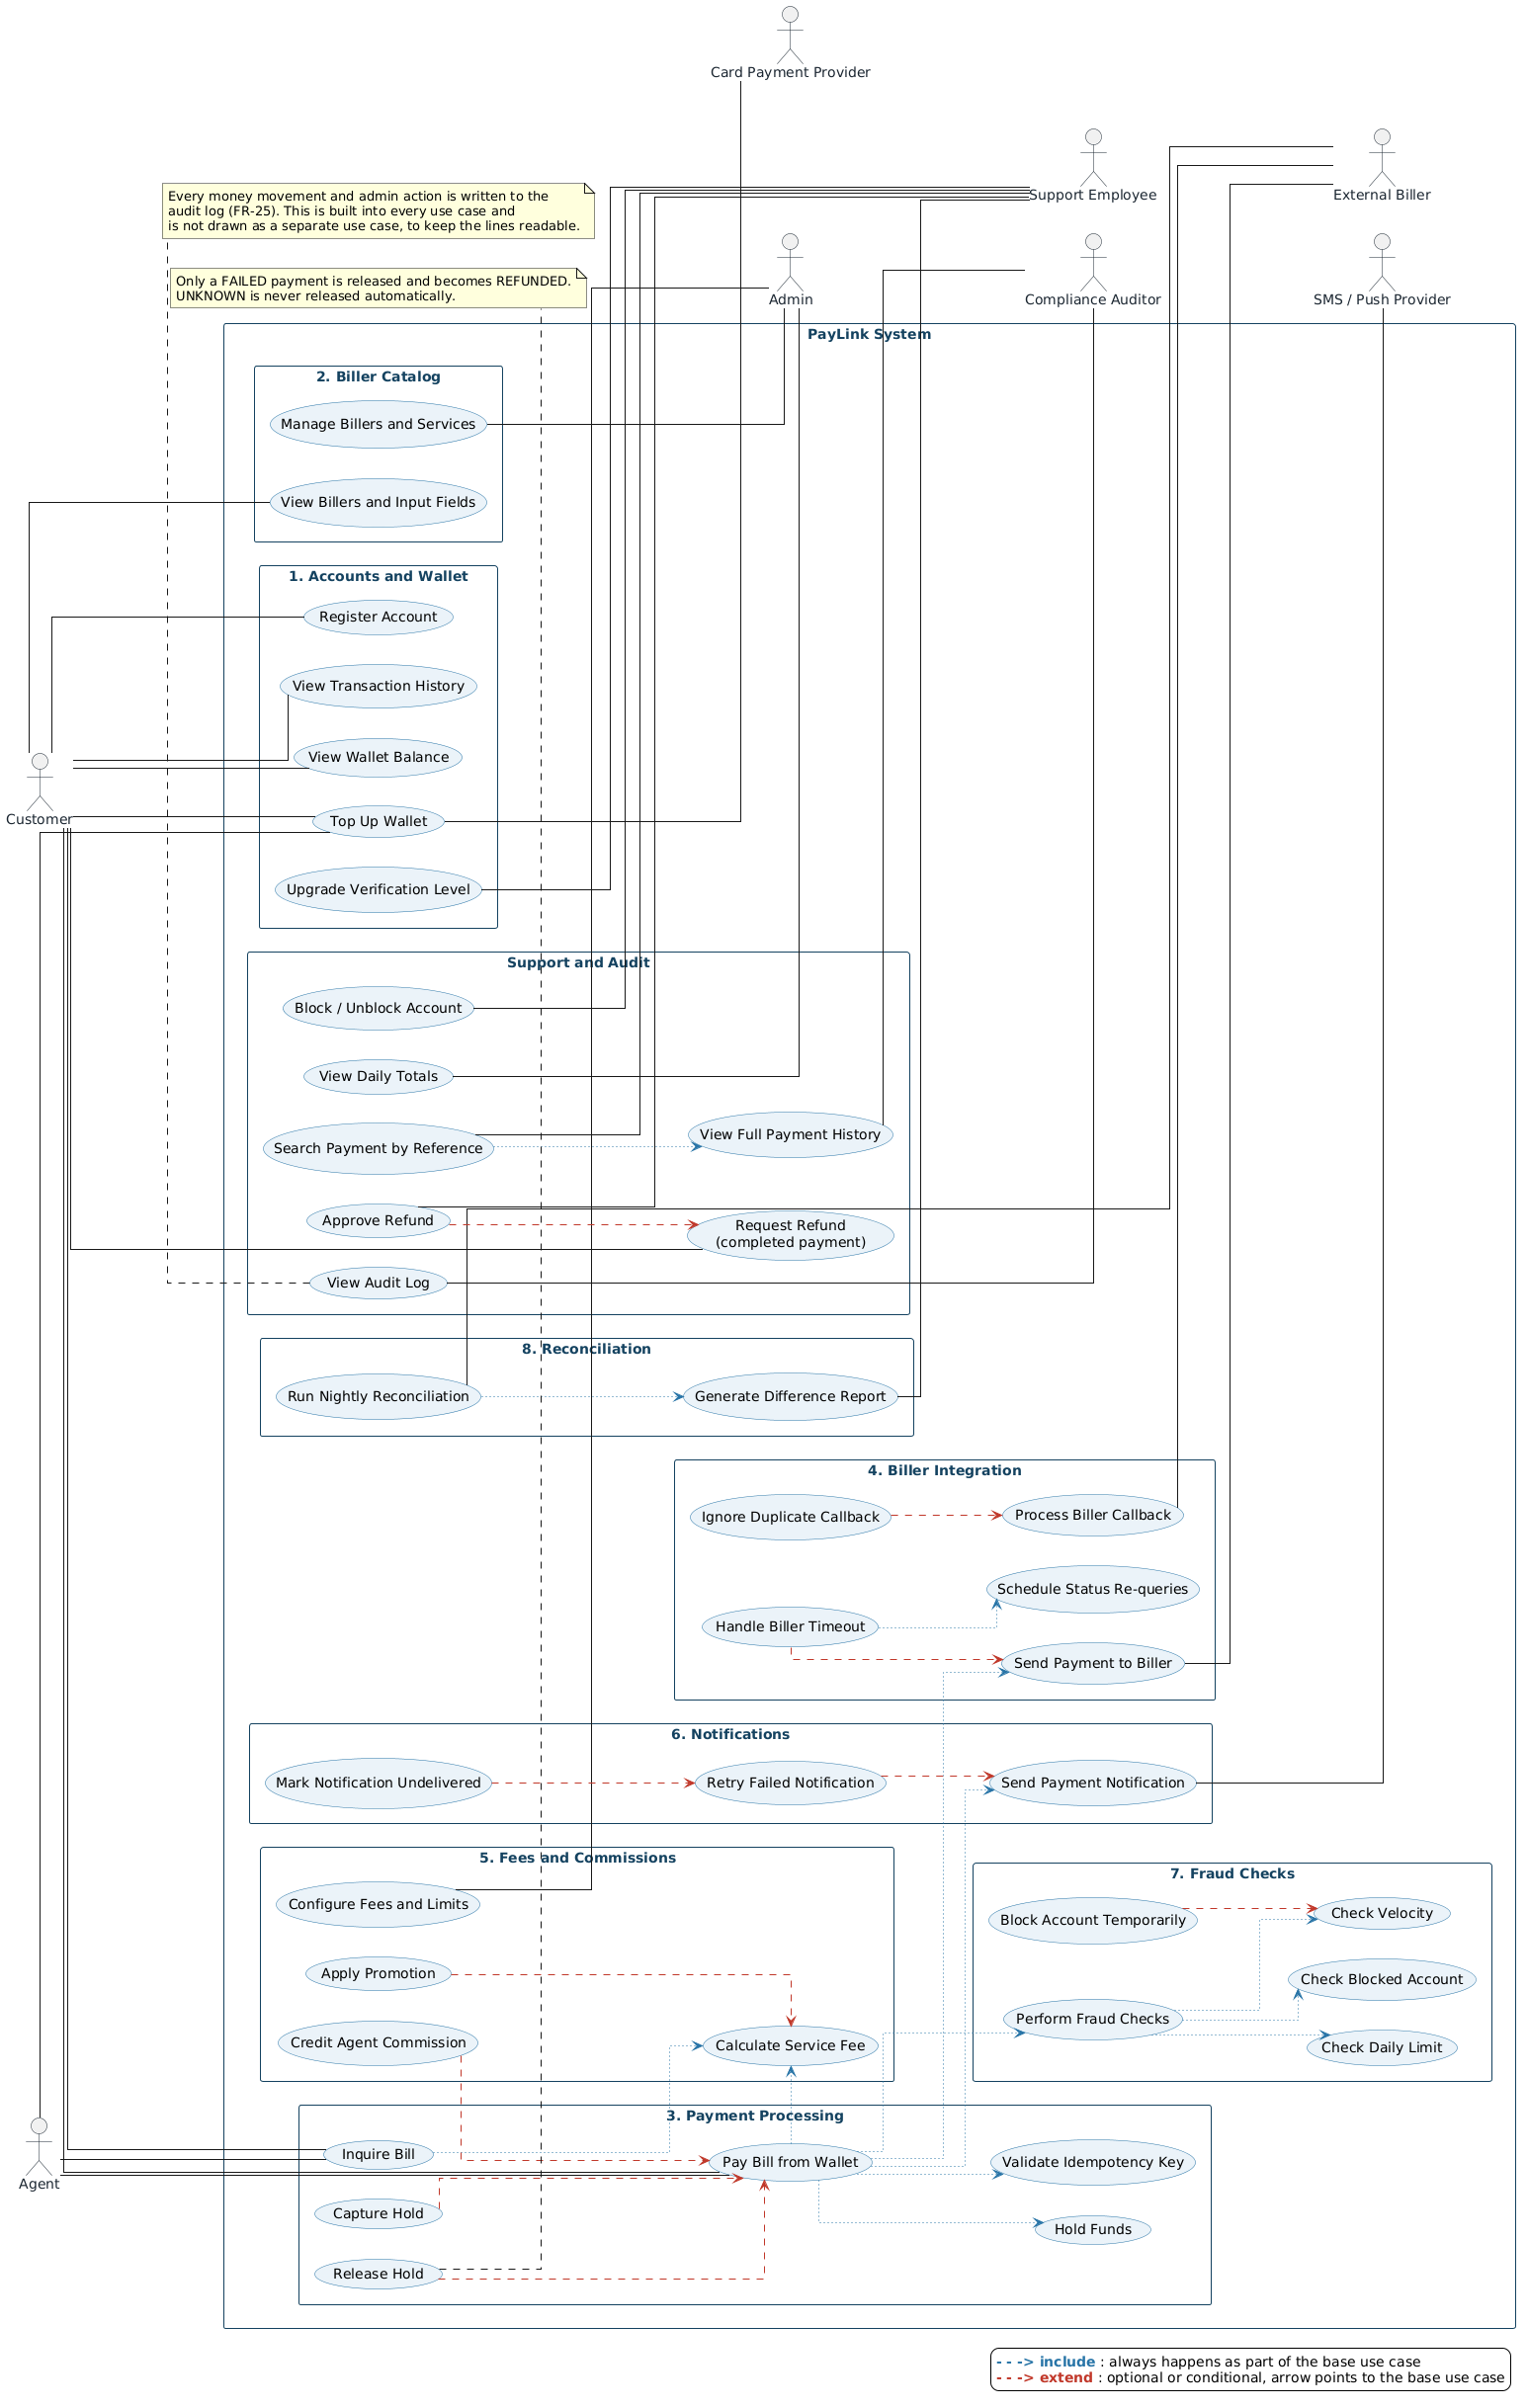 Card Payment Provider
Support Employee
External Biller
Every money movement and admin action is written to the
audit log (FR-25). This is built into every use case and
is not drawn as a separate use case, to keep the lines readable.
Only a FAILED payment is released and becomes REFUNDED.
UNKNOWN is never released automatically.
Admin
Compliance Auditor
SMS / Push Provider
PayLink System
2. Biller Catalog
Manage Billers and Services
View Billers and Input Fields
1. Accounts and Wallet
Register Account
View Transaction History
View Wallet Balance
Customer
Top Up Wallet
Upgrade Verification Level
Support and Audit
Block / Unblock Account
View Daily Totals
Search Payment by Reference
View Full Payment History
Approve Refund
Request Refund
(completed payment)
View Audit Log
8. Reconciliation
Run Nightly Reconciliation
Generate Difference Report
4. Biller Integration
Ignore Duplicate Callback
Process Biller Callback
Schedule Status Re-queries
Handle Biller Timeout
Send Payment to Biller
6. Notifications
Mark Notification Undelivered
Retry Failed Notification
Send Payment Notification
5. Fees and Commissions
Configure Fees and Limits
Apply Promotion
Credit Agent Commission
Calculate Service Fee
7. Fraud Checks
Block Account Temporarily
Check Velocity
Check Blocked Account
Perform Fraud Checks
Check Daily Limit
3. Payment Processing
Inquire Bill
Pay Bill from Wallet
Validate Idempotency Key
Agent
Capture Hold
Hold Funds
Release Hold
- - -> include : always happens as part of the base use case
- - -> extend : optional or conditional, arrow points to the base use case